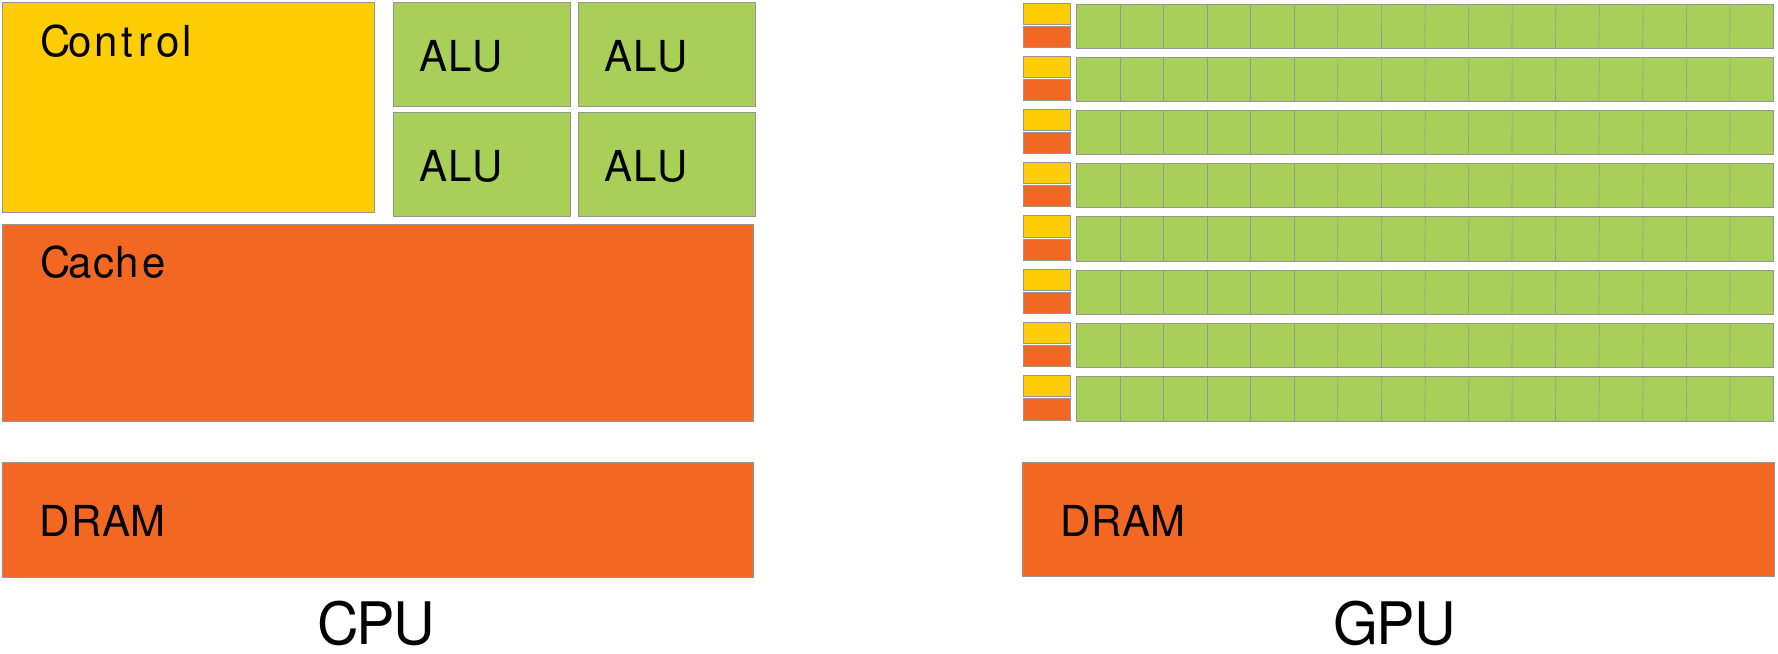 Control
ALU ALU
ALU ALU
Cache
DRAM
CPU
DRAM
GPU